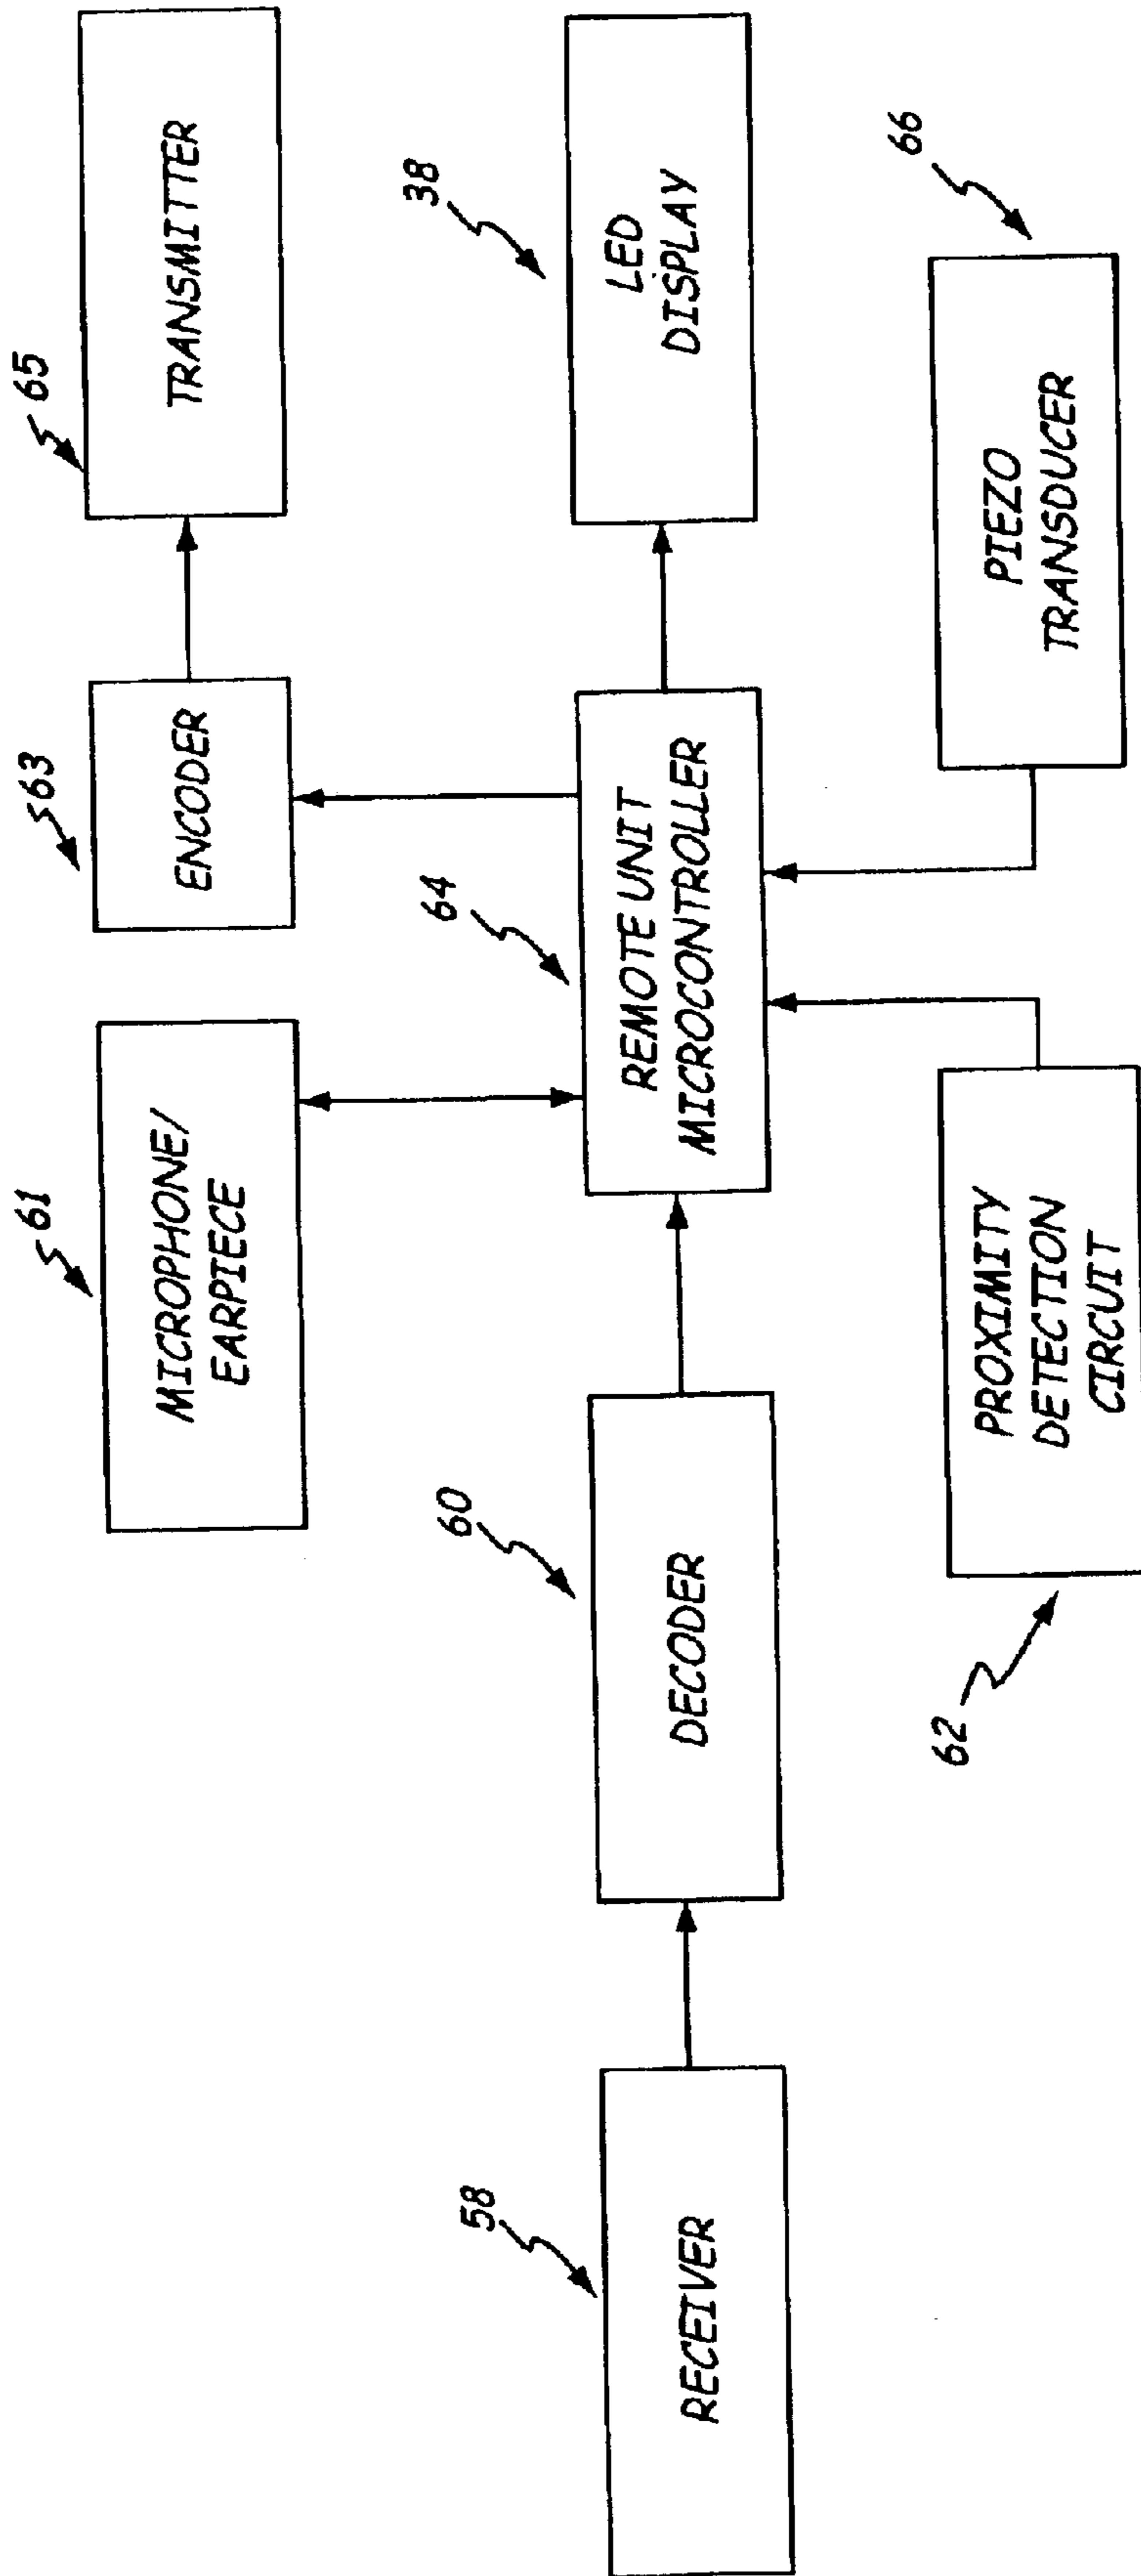 61
MICROPHONE/
EARPIECE
63
ENCODER
65
TRANSMITTER
58
RECEIVER
60
DECODER
64
REMOTE UNIT
MICROCONTROLLER
38
LED
DISPLAY
62
PROXIMITY
DETECTION
CIRCUIT
PIEZO
TRANSDUCER
66